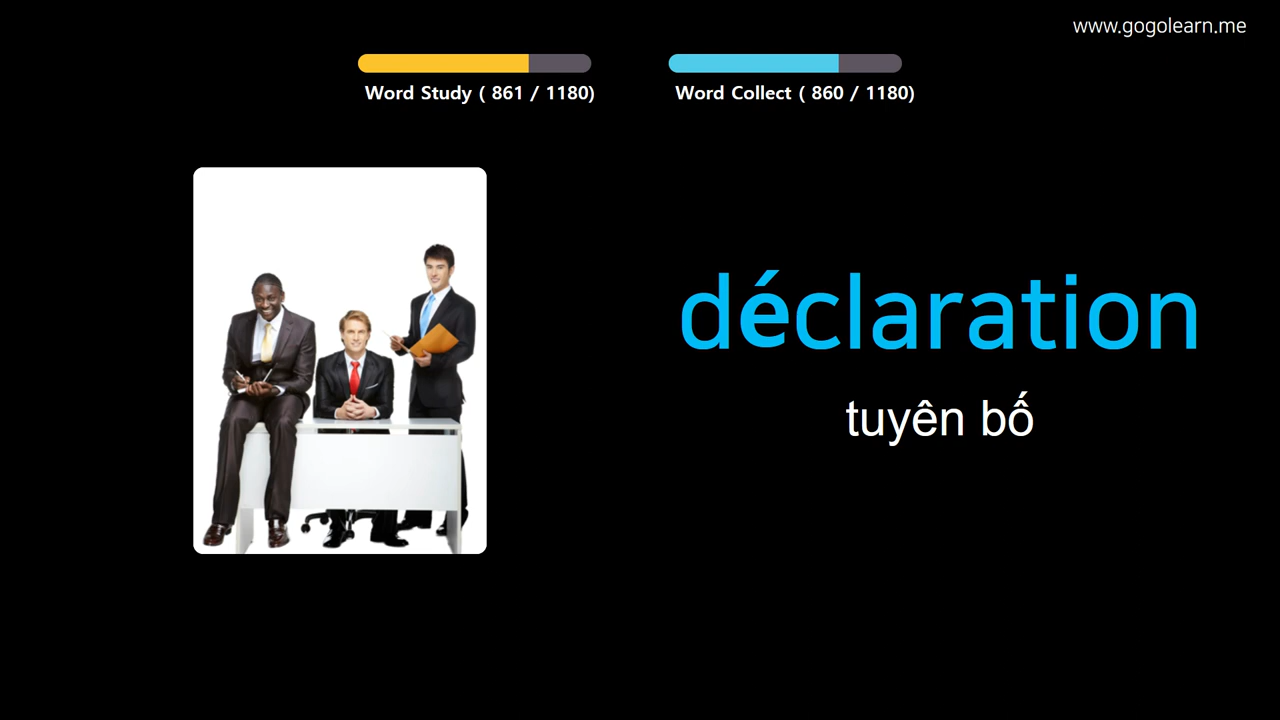 www.gogolearn.me
Word Study ( 861 / 1180)
Word Collect ( 860 / 1180)
déclaration
tuyên bố